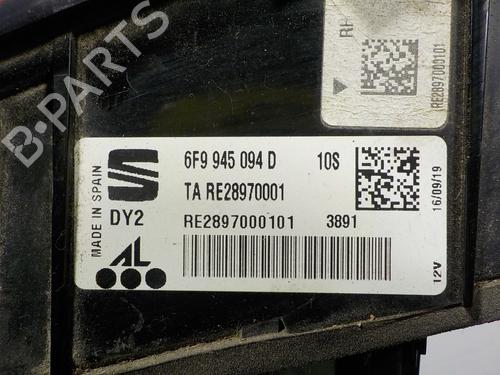 B-PARTS
RH
RE2897000101
MADE IN SPAIN
DY2
AL
6F9 945 094 D 10S
TA RE28970001
RE2897000101 3891
16/09/19
12V